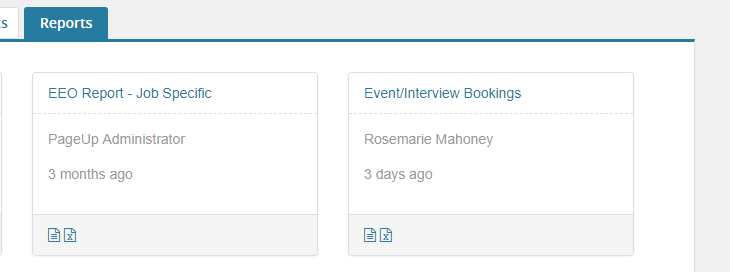 Reports
EEO Report - Job Specific
PageUp Administrator
3 months ago
Event/Interview Bookings
Rosemarie Mahoney
3 days ago